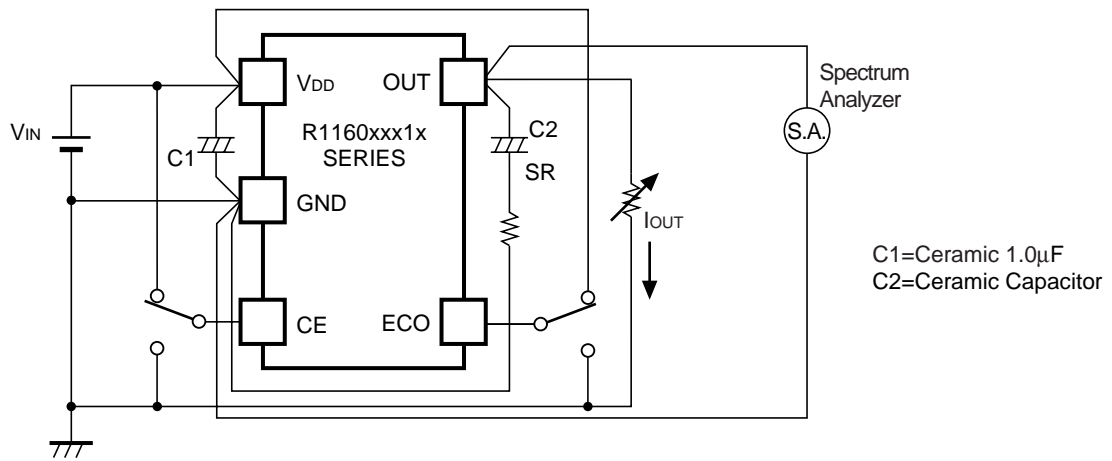 VDD
OUT
Spectrum
Analyzer
VIN
R1160xxx1x
SERIES
C1
C2
S.A.
SR
GND
IOUT
C1=Ceramic 1.0μF
C2=Ceramic Capacitor
CE
ECO